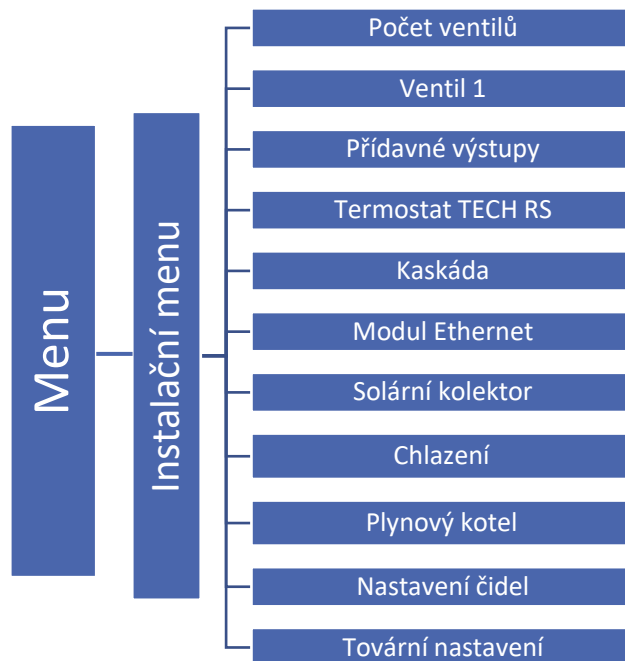 Menu
Instalační menu
Počet ventilů
Ventil 1
Přídavné výstupy
Termostat TECH RS
Kaskáda
Modul Ethernet
Solární kolektor
Chlazení
Plynový kotel
Nastavení čidel
Tovární nastavení